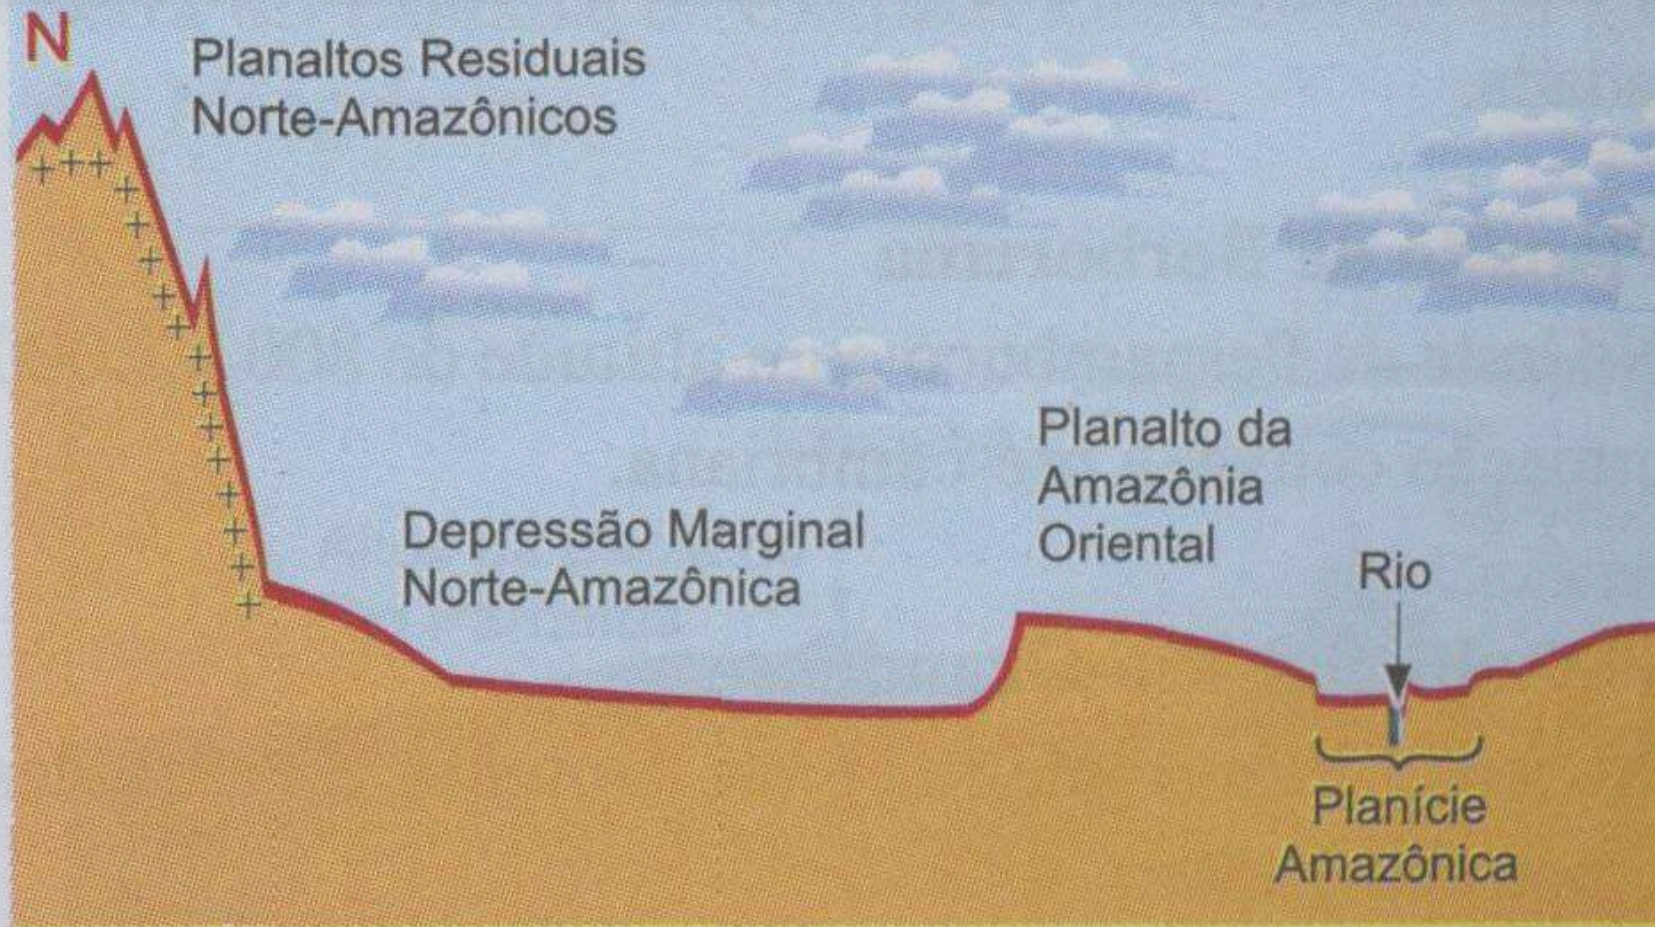 N
Planaltos Residuais
Norte-Amazônicos
Depressão Marginal
Norte-Amazônica
Planalto da
Amazônia
Oriental
Rio
Planície
Amazônica